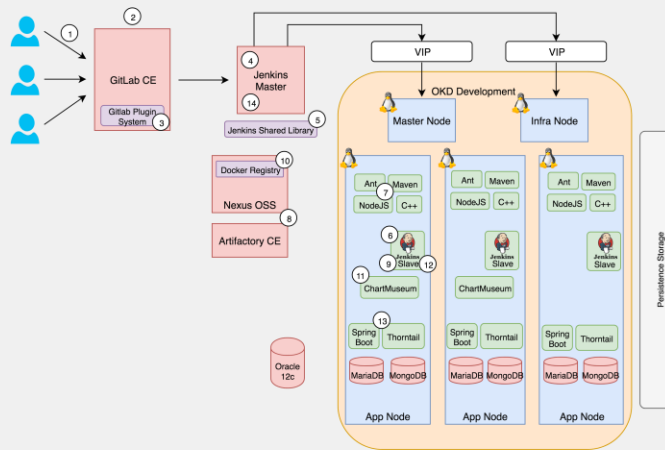 1
2
GitLab CE
Gitlab Plugin
System
3
4
Jenkins
Master
14
5
Jenkins Shared Library
10
Docker Registry
Nexus OSS
8
Artifactory CE
Oracle
12c
VIP
VIP
OKD Development
Master Node
Infra Node
Ant
Maven
7
NodeJS
C++
6
Jenkins
Slave
9
12
11
ChartMuseum
13
Spring
Boot
Thorntail
MariaDB
MongoDB
App Node
Ant
Maven
NodeJS
C++
Jenkins
Slave
ChartMuseum
Spring
Boot
Thorntail
MariaDB
MongoDB
App Node
Ant
Maven
NodeJS
C++
Jenkins
Slave
Spring
Boot
Thorntail
MariaDB
MongoDB
App Node
Persistence Storage